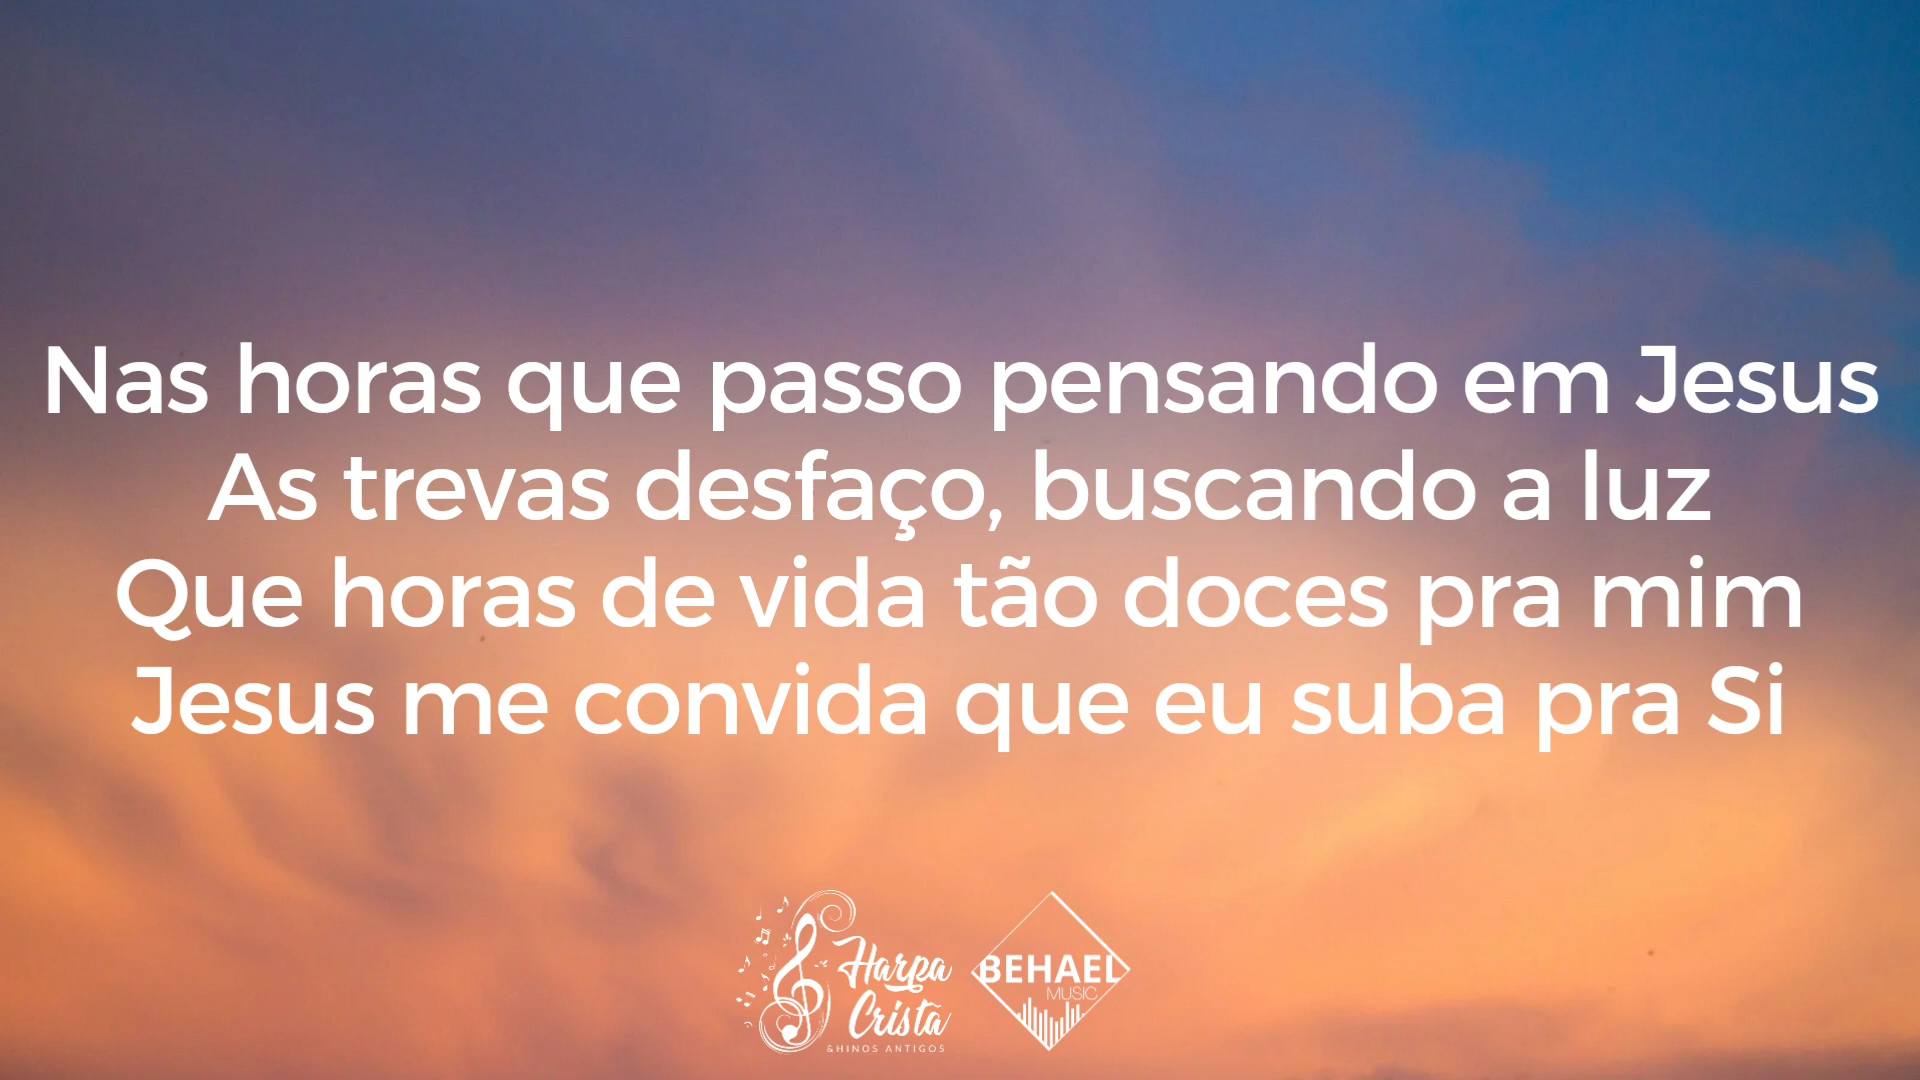 Nas horas que passo pensando em Jesus
As trevas desfaço, buscando a luz
Que horas de vida tão doces pra mim
Jesus me convida que eu suba pra Si
Harpa
Cristã
&HINOS ANTIGOS
BEHAEL
MUSIC